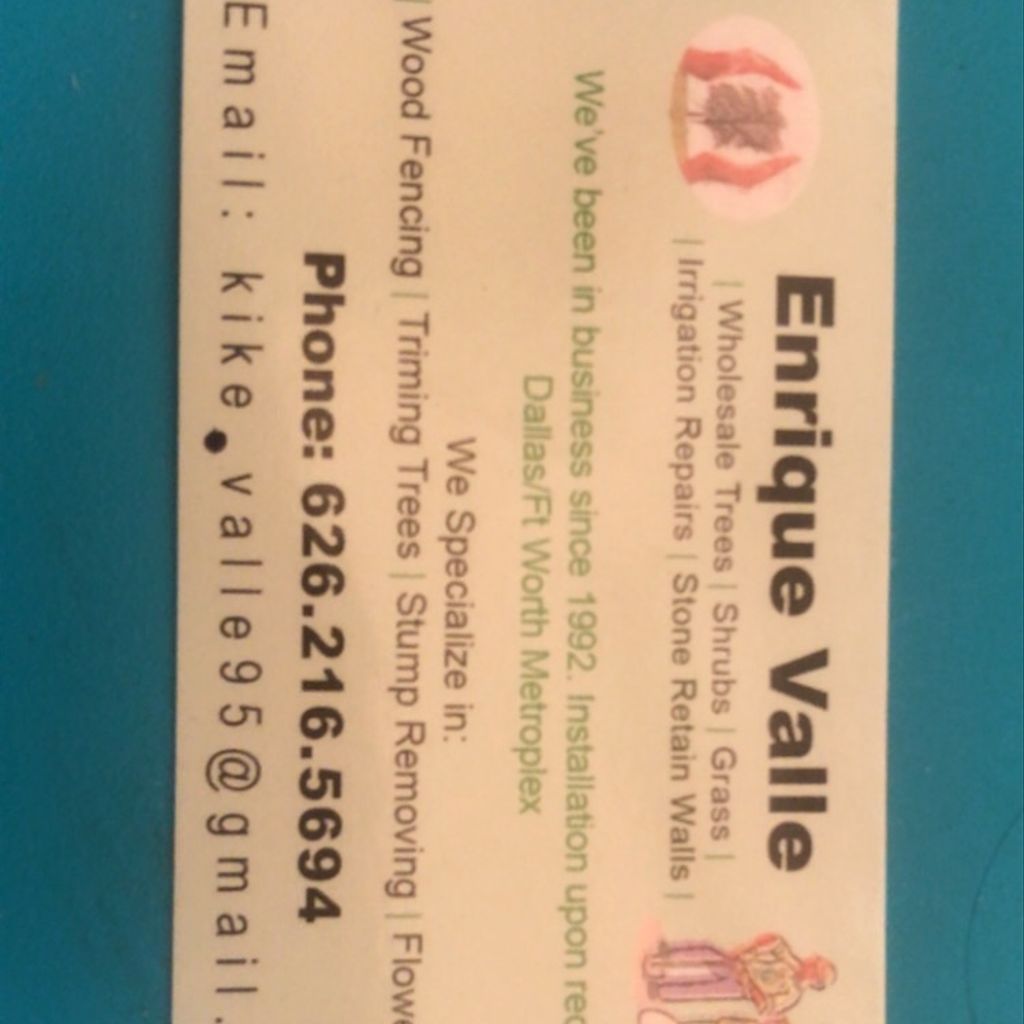 Enrique Valle
| Wholesale Trees | Shrubs | Grass |
| Irrigation Repairs | Stone Retain Walls |
We've been in business since 1992. Installation upon
Dallas/Ft Worth Metroplex
We Specialize in:
| Wood Fencing | Triming Trees | Stump Removing |
Phone: 626.216.5694
Email: kike.valle95@gmail.